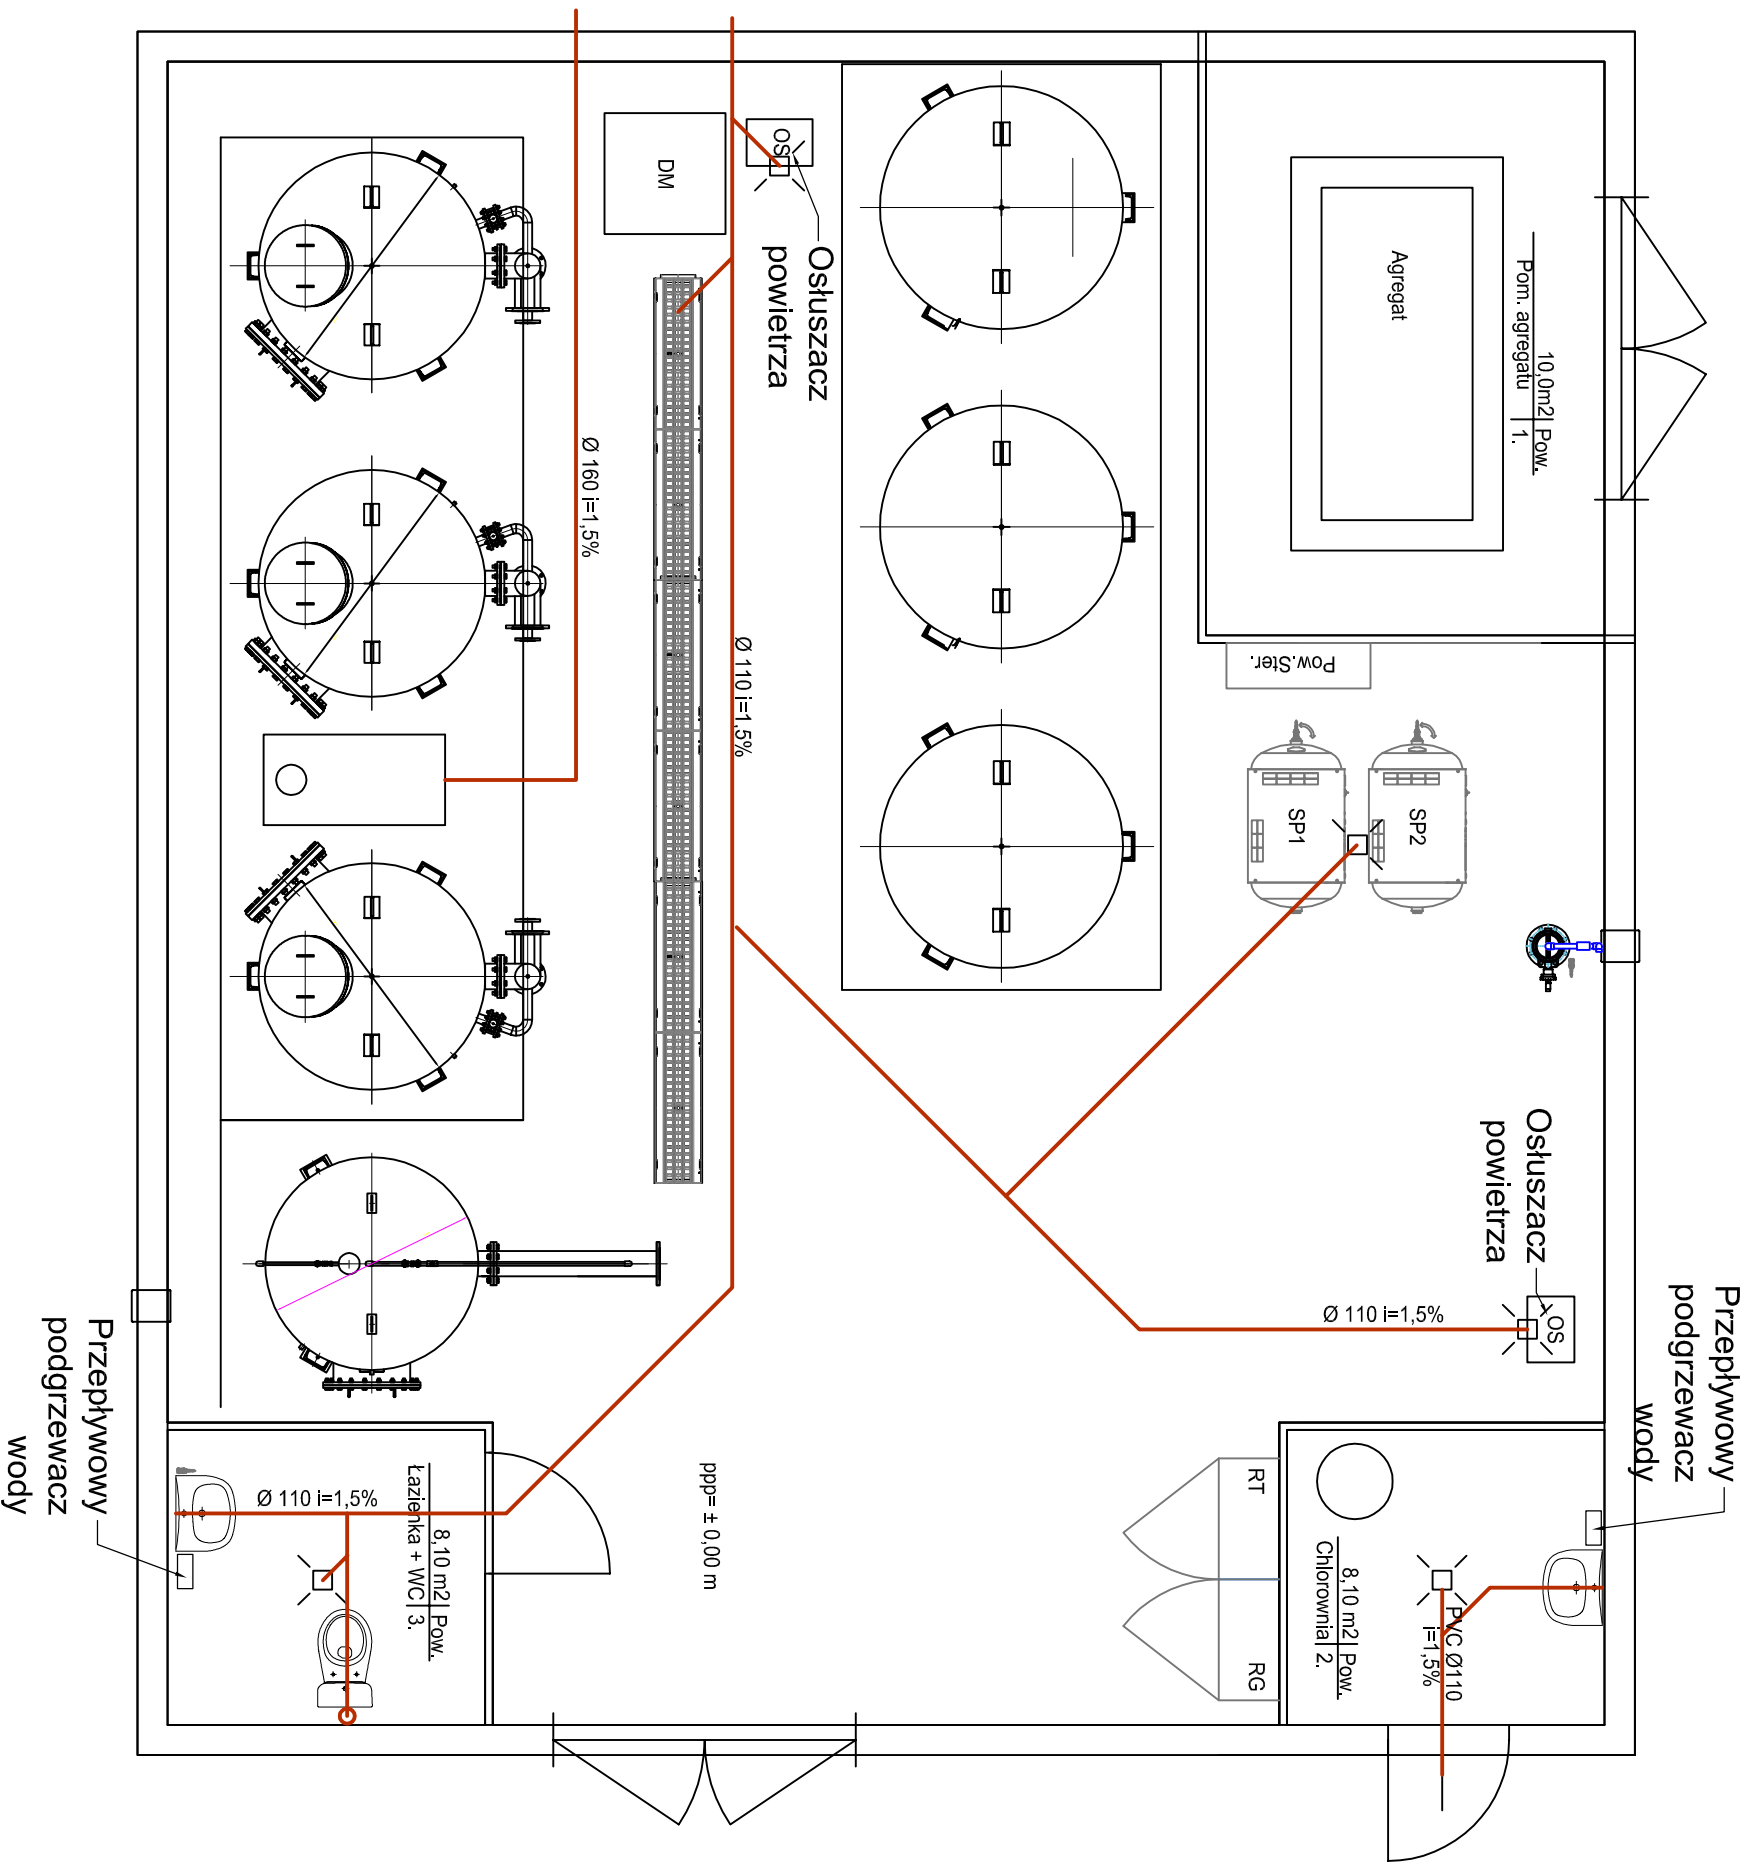 Agregat
10,0m2 Pow.
Pom. agregatu 1.
OS
Osłuszacz
powietrza
DM
Ø 160 i=1,5%
Ø 110 i=1,5%
Pow.Ster.
SP1
SP2
Osłuszacz
powietrza
OS
Ø 110 i=1,5%
Przepływowy
podgrzewacz
wody
Przepływowy
podgrzewacz
wody
Ø 110 i=1,5%
8,10 m2 Pow.
Łazienka + WC 3.
ppp= ± 0,00 m
RT
RG
8,10 m2 Pow.
Chlorownia 2.
PVC Ø110
i=1,5%